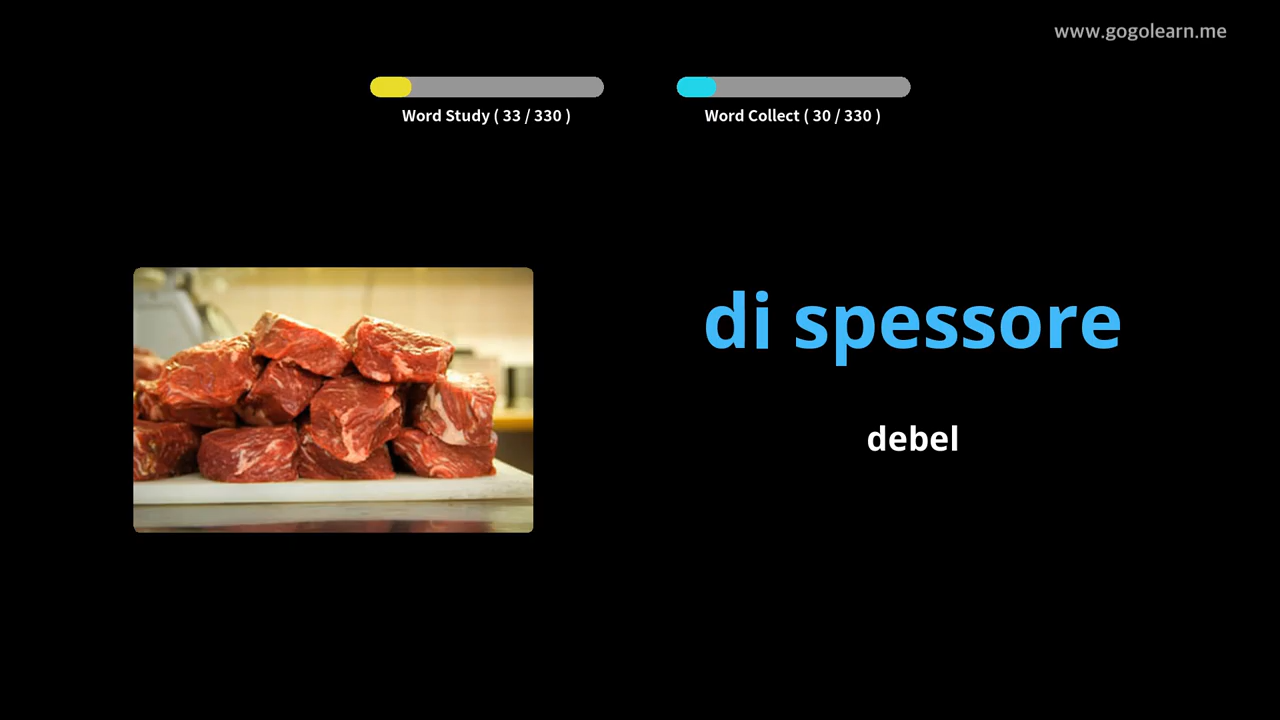 www.gogolearn.me
Word Study ( 33 / 330 )
Word Collect ( 30 / 330 )
di spessore
debel